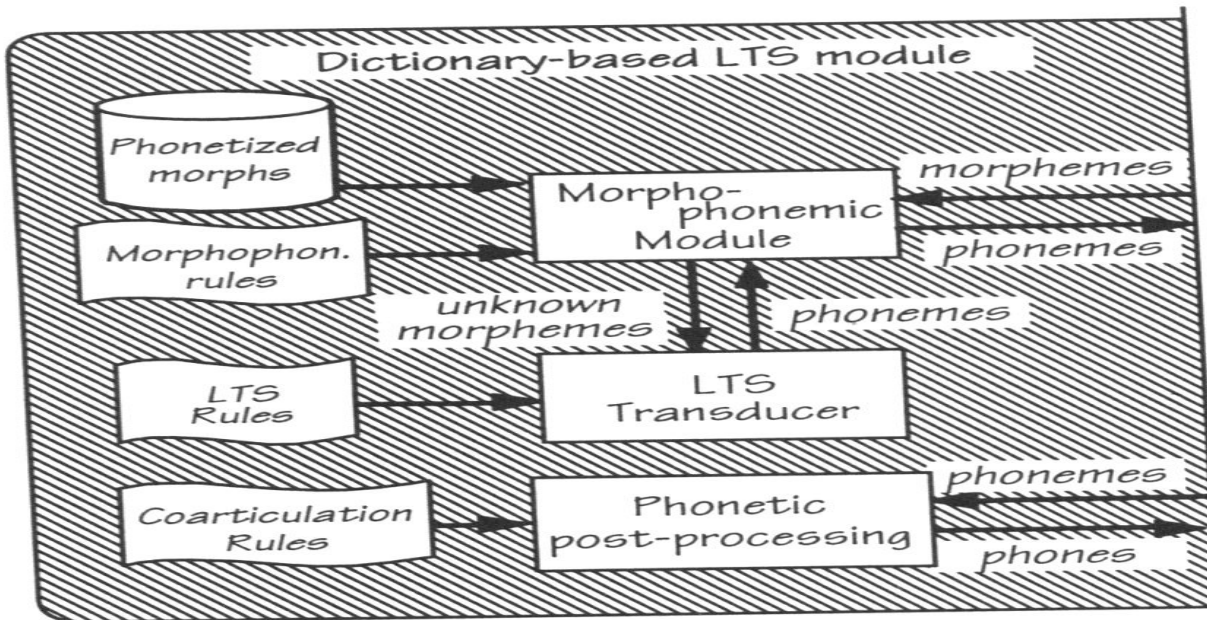 Dictionary-based LTS module
Phonetized
morphs
Morpho-
phonemic
Module
morphemes
phonemes
Morphophon.
rules
unknown
morphemes
phonemes
LTS
Rules
LTS
Transducer
Coarticulation
Rules
Phonetic
post-processing
phonemes
phones